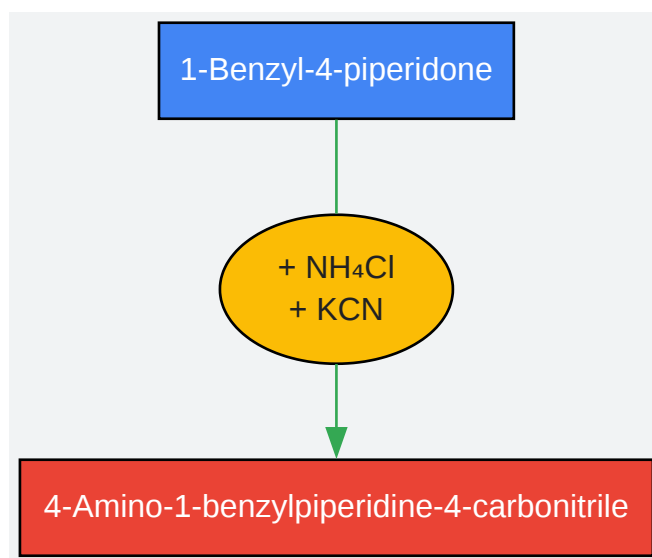 1-Benzyl-4-piperidone
+ NH₄Cl
+ KCN
4-Amino-1-benzylpiperidine-4-carbonitrile